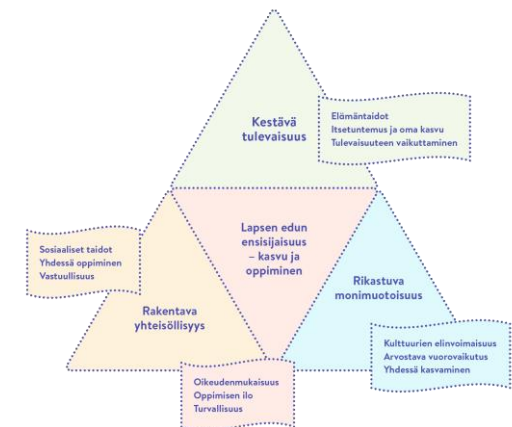 Kestävä
tulevaisuus
Elämäntaidot
Itsetuntemus ja oma kasvu
Tulevaisuuteen vaikuttaminen
Lapsen edun
ensisijaisuus
– kasvu ja
oppiminen
Sosiaaliset taidot
Yhdessä oppiminen
Vastuullisuus
Rakentava
yhteisöllisyys
Rikastuva
monimuotoisuus
Kulttuurien elinvoimaisuus
Arvostava vuorovaikutus
Yhdessä kasvaminen
Oikeudenmukaisuus
Oppimisen ilo
Turvallisuus